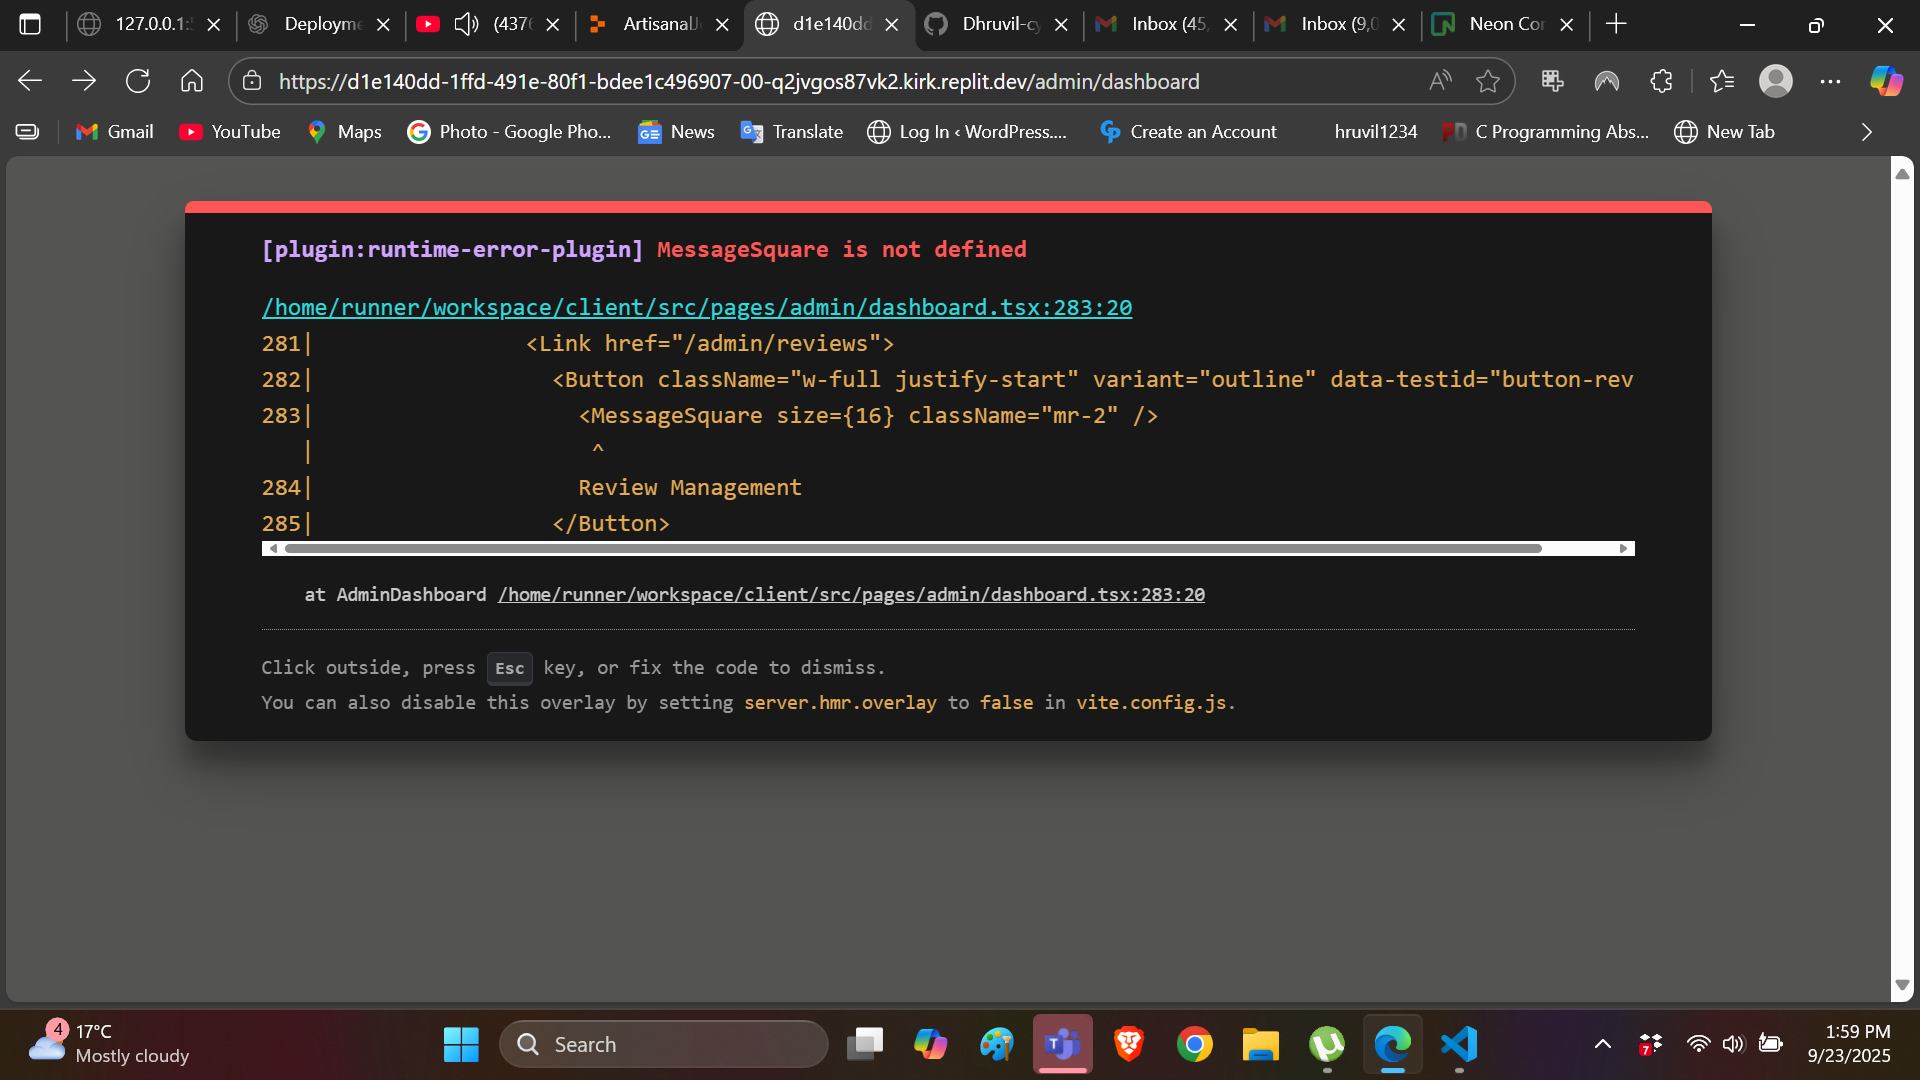 127.0.0.1:5
Deployme
(4376
ArtisanalJ
d1e140dd
Dhruvil-cy
Inbox (45,
Inbox (9,0
Neon Cor
https://d1e140dd-1ffd-491e-80f1-bdee1c496907-00-q2jvgos87vk2.kirk.replit.dev/admin/dashboard
Gmail
YouTube
Maps
Photo - Google Pho...
News
Translate
Log In ‹ WordPress....
Create an Account
hruvil1234
C Programming Abs...
New Tab
[plugin:runtime-error-plugin] MessageSquare is not defined
/home/runner/workspace/client/src/pages/admin/dashboard.tsx:283:20
281|                <Link href="/admin/reviews">
282|                  <Button className="w-full justify-start" variant="outline" data-testid="button-rev
283|                    <MessageSquare size={16} className="mr-2" />
   |                     ^
284|                    Review Management
285|                  </Button>
at AdminDashboard /home/runner/workspace/client/src/pages/admin/dashboard.tsx:283:20
Click outside, press Esc key, or fix the code to dismiss.
You can also disable this overlay by setting server.hmr.overlay to false in vite.config.js.
4
17°C
Mostly cloudy
Search
7
1:59 PM
9/23/2025